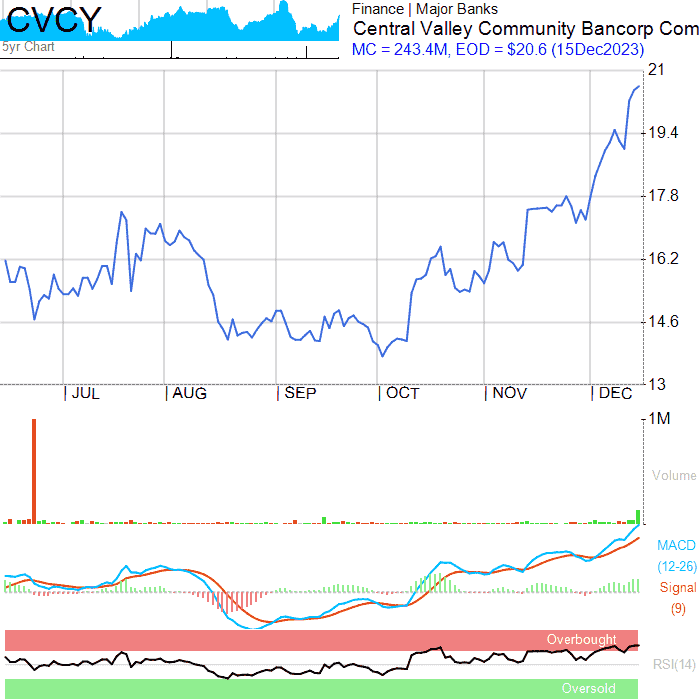 CVCY
5yr Chart
Finance | Major Banks
Central Valley Community Bancorp Com
MC = 243.4M, EOD = $20.6 (15Dec2023)
21
19.4
17.8
16.2
14.6
13
JUL
AUG
SEP
OCT
NOV
DEC
1M
Volume
MACD
(12-26)
Signal
(9)
Overbought
RSI(14)
Oversold